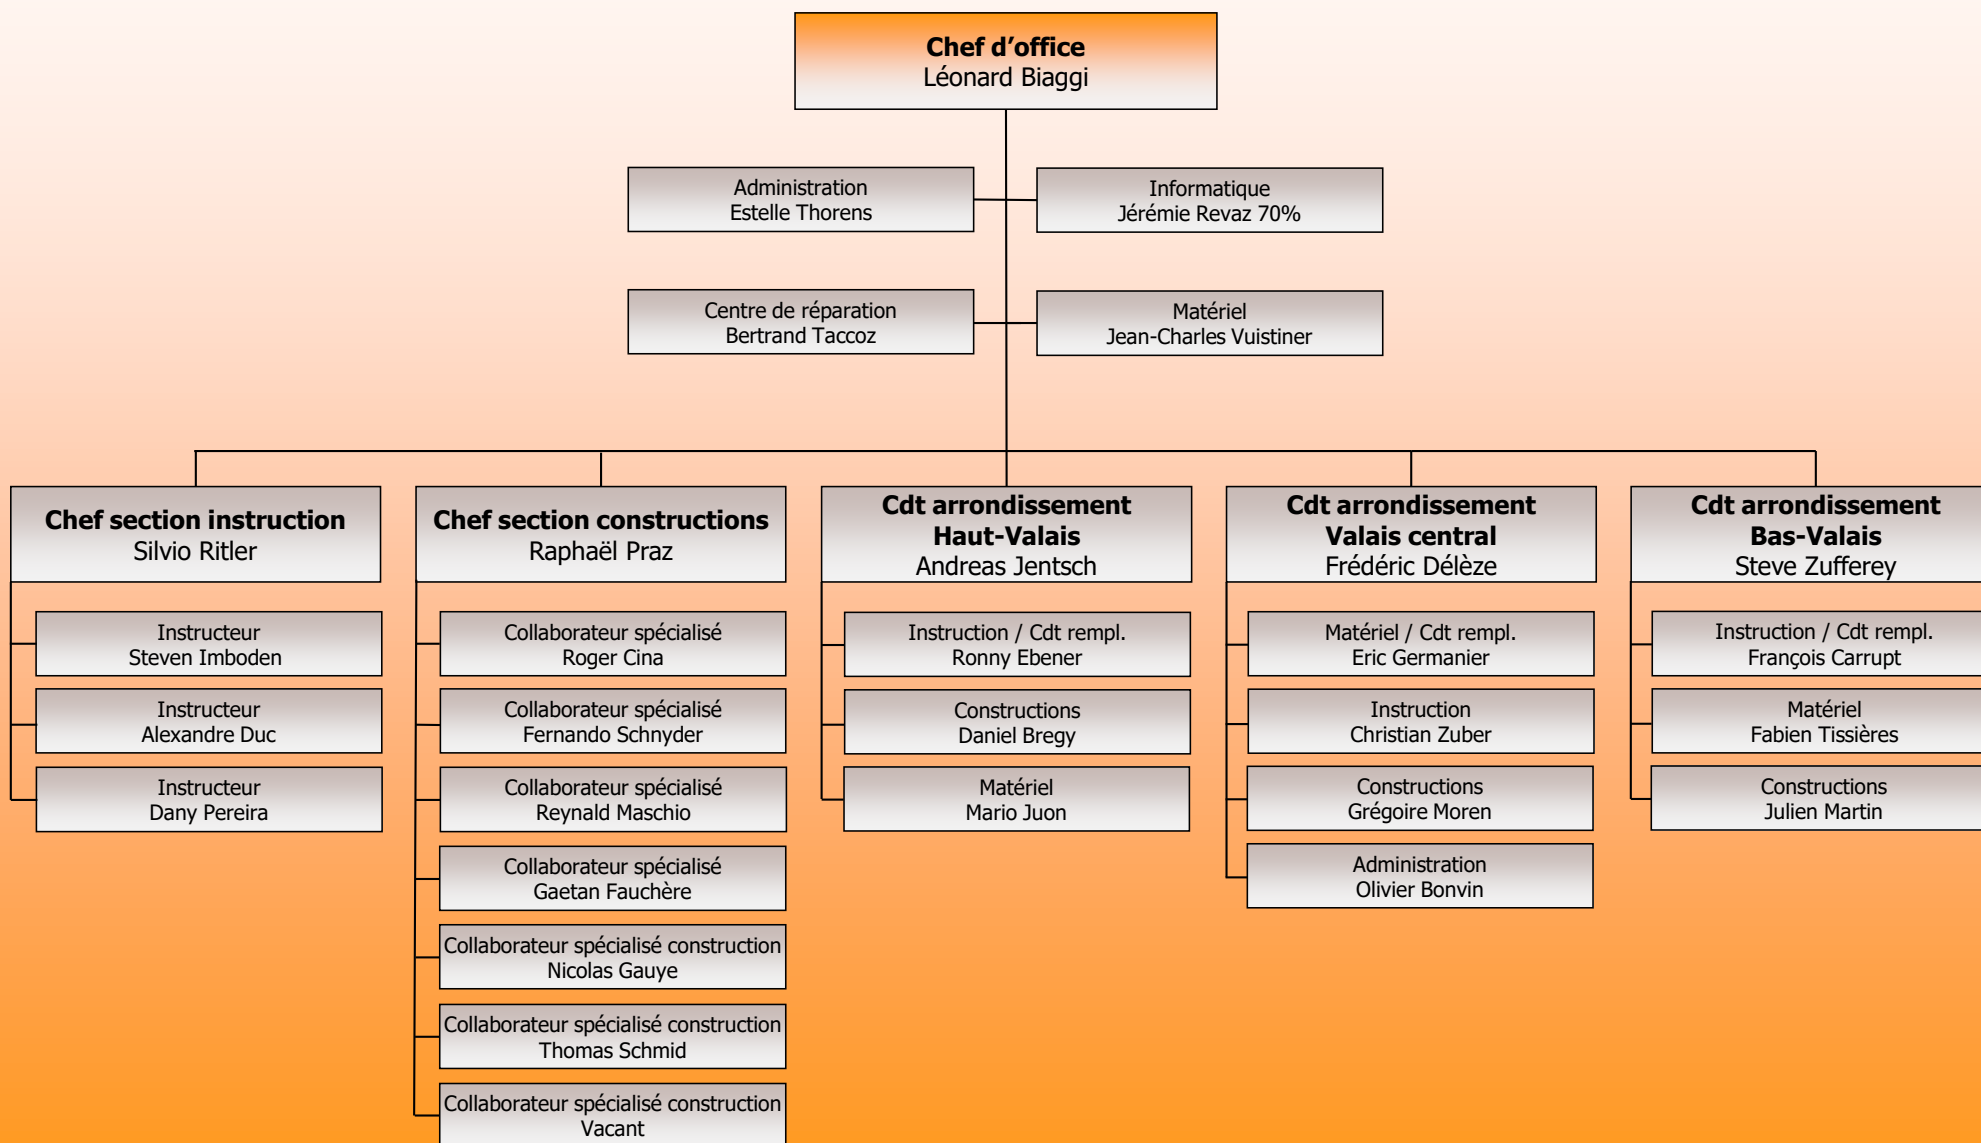 Chef d'office
Léonard Biaggi
Administration
Estelle Thorens
Informatique
Jérémie Revaz 70%
Centre de réparation
Bertrand Taccoz
Matériel
Jean-Charles Vuistiner
Chef section instruction
Silvio Ritler
Instructeur
Steven Imboden
Instructeur
Alexandre Duc
Instructeur
Dany Pereira
Chef section constructions
Raphaël Praz
Collaborateur spécialisé
Roger Cina
Collaborateur spécialisé
Fernando Schnyder
Collaborateur spécialisé
Reynald Maschio
Collaborateur spécialisé
Gaetan Fauchère
Collaborateur spécialisé construction
Nicolas Gauye
Collaborateur spécialisé construction
Thomas Schmid
Collaborateur spécialisé construction
Vacant
Cdt arrondissement
Haut-Valais
Andreas Jentsch
Instruction / Cdt rempl.
Ronny Ebener
Constructions
Daniel Bregy
Matériel
Mario Juon
Cdt arrondissement
Valais central
Frédéric Délèze
Matériel / Cdt rempl.
Eric Germanier
Instruction
Christian Zuber
Constructions
Grégoire Moren
Administration
Olivier Bonvin
Cdt arrondissement
Bas-Valais
Steve Zufferey
Instruction / Cdt rempl.
François Carrupt
Matériel
Fabien Tissières
Constructions
Julien Martin